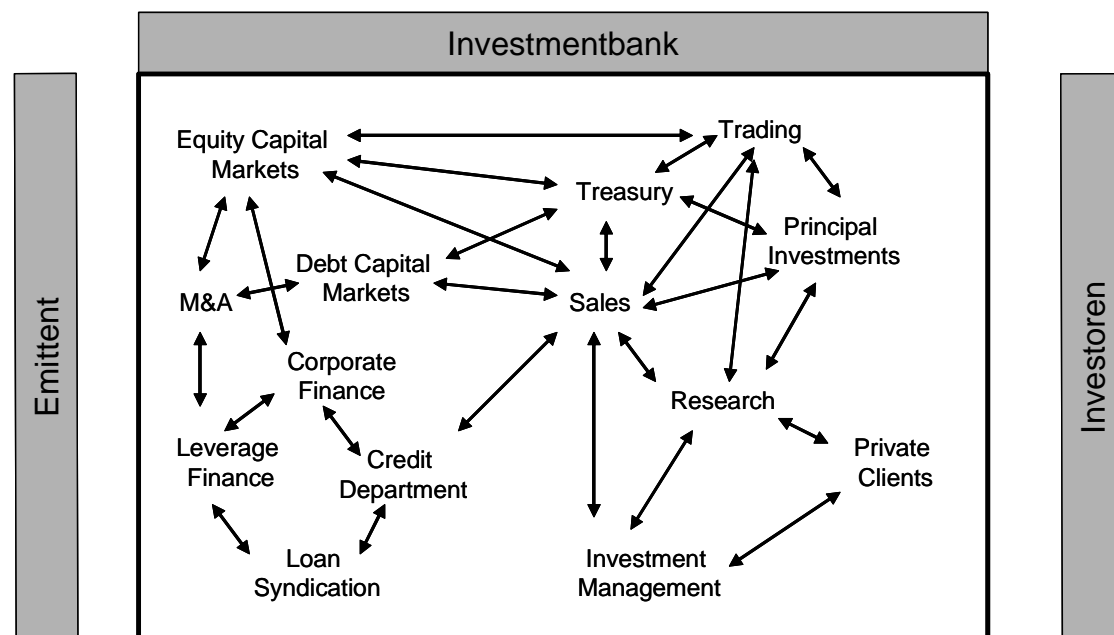 Investmentbank
Emittent
Equity Capital
Markets
Trading
Treasury
Principal
Investments
Debt Capital
Markets
M&A
Sales
Corporate
Finance
Research
Leverage
Finance
Credit
Department
Private
Clients
Loan
Syndication
Investment
Management
Investoren